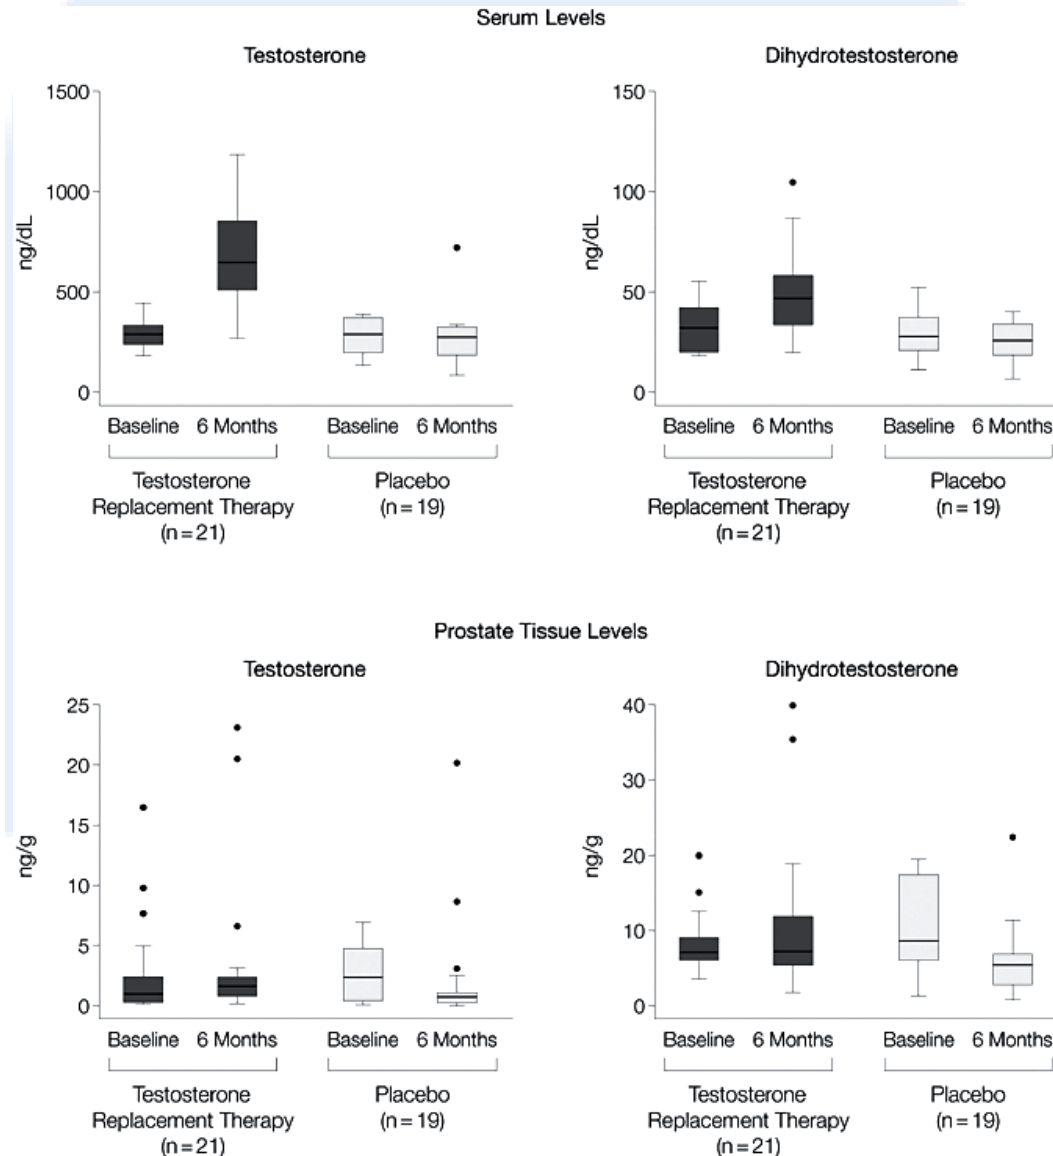 Serum Levels
Testosterone
1500
1000
500
0
ng/dL
Baseline 6 Months Baseline 6 Months
Testosterone
Replacement Therapy
(n=21)
Placebo
(n=19)
Dihydrotestosterone
150
100
50
0
ng/dL
Baseline 6 Months Baseline 6 Months
Testosterone
Replacement Therapy
(n=21)
Placebo
(n=19)
Prostate Tissue Levels
Testosterone
25
20
15
10
5
0
ng/g
Baseline 6 Months Baseline 6 Months
Testosterone
Replacement Therapy
(n=21)
Placebo
(n=19)
Dihydrotestosterone
40
30
20
10
0
ng/g
Baseline 6 Months Baseline 6 Months
Testosterone
Replacement Therapy
(n=21)
Placebo
(n=19)